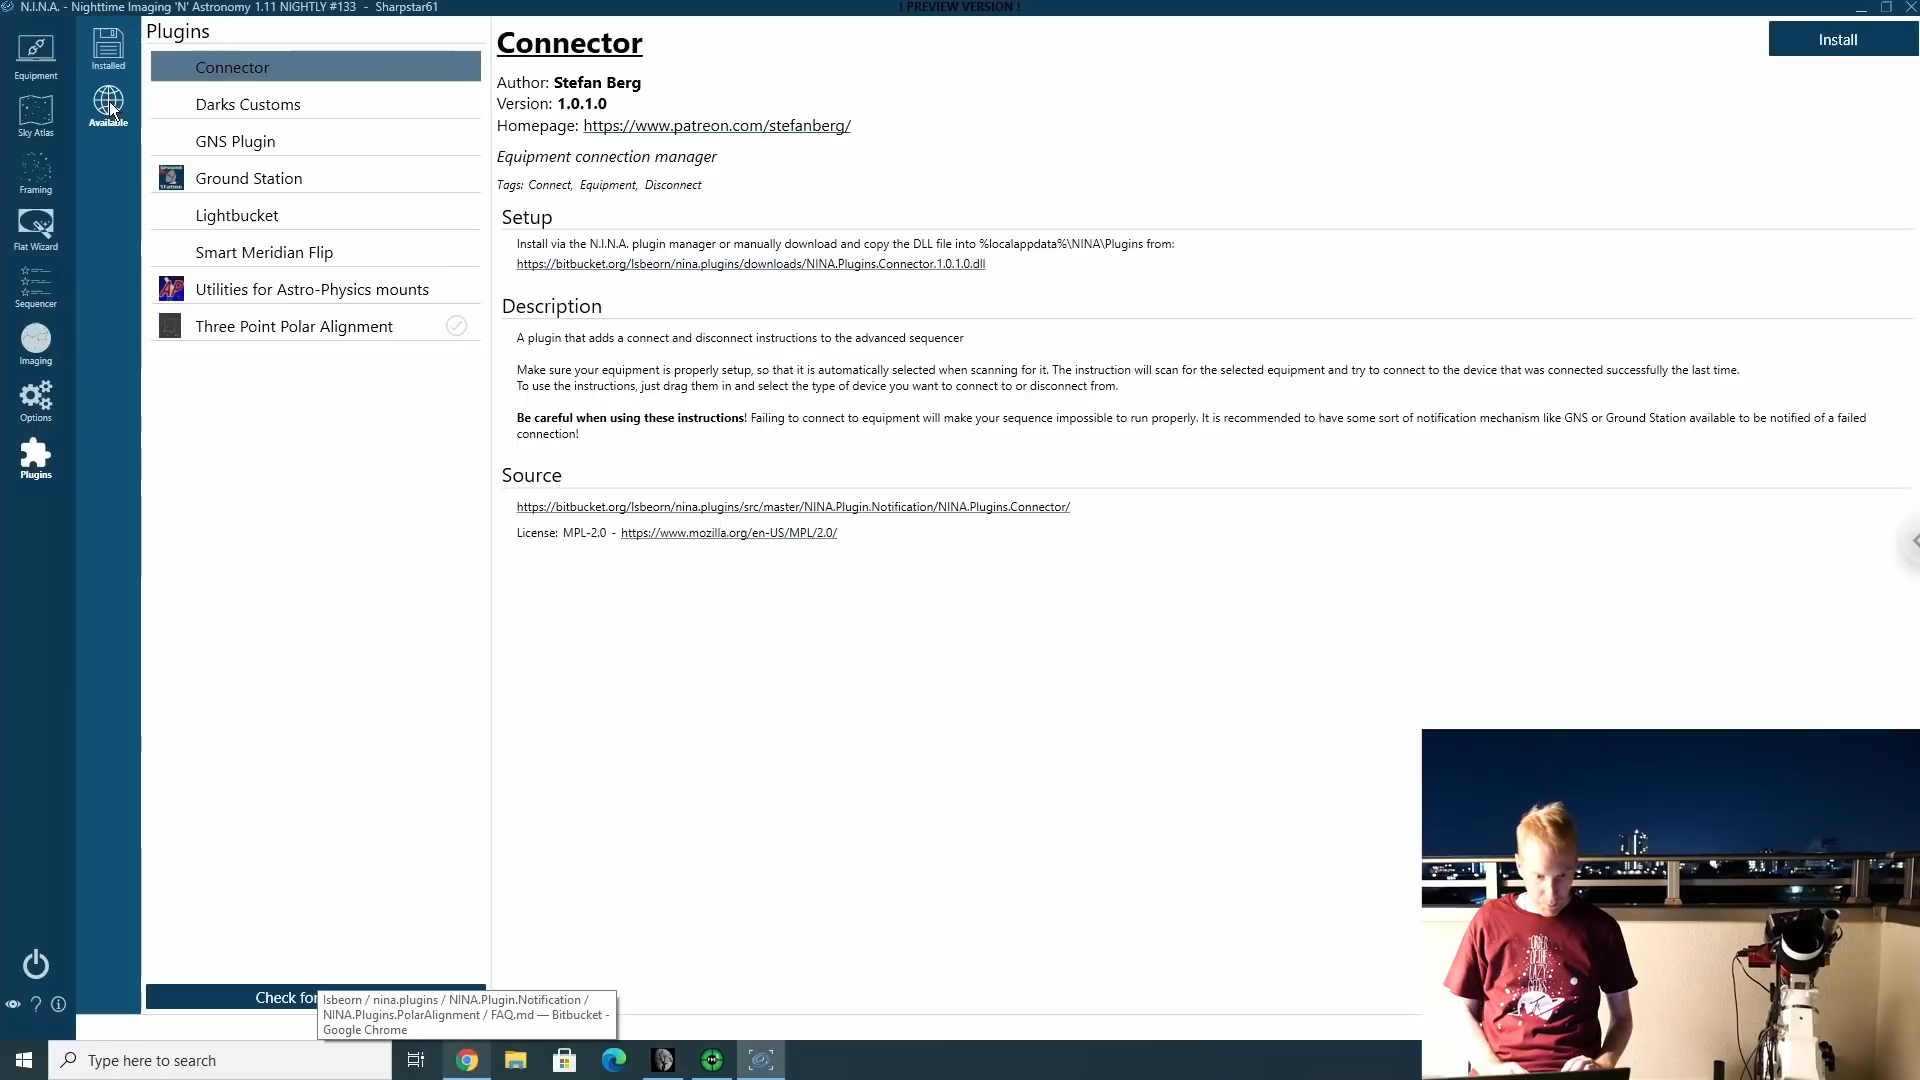 N.I.N.A. - Nighttime Imaging 'N' Astronomy 1.11 NIGHTLY #133 - Sharpstar61
! PREVIEW VERSION !
Equipment
Sky Atlas
Framing
Flat Wizard
Sequencer
Imaging
Options
Plugins
Installed
Available
Plugins
Connector
Darks Customs
GNS Plugin
Ground Station
Lightbucket
Smart Meridian Flip
Utilities for Astro-Physics mounts
Three Point Polar Alignment
Connector
Install
Author: Stefan Berg
Version: 1.0.1.0
Homepage: https://www.patreon.com/stefanberg/
Equipment connection manager
Tags: Connect, Equipment, Disconnect
Setup
Install via the N.I.N.A. plugin manager or manually download and copy the DLL file into %localappdata%\NINA\Plugins from:
https://bitbucket.org/Isbeorn/nina.plugins/downloads/NINA.Plugins.Connector.1.0.1.0.dll
Description
A plugin that adds a connect and disconnect instructions to the advanced sequencer
Make sure your equipment is properly setup, so that it is automatically selected when scanning for it. The instruction will scan for the selected equipment and try to connect to the device that was connected successfully the last time.
To use the instructions, just drag them in and select the type of device you want to connect to or disconnect from.
Be careful when using these instructions! Failing to connect to equipment will make your sequence impossible to run properly. It is recommended to have some sort of notification mechanism like GNS or Ground Station available to be notified of a failed
connection!
Source
https://bitbucket.org/Isbeorn/nina.plugins/src/master/NINA.Plugin.Notification/NINA.Plugins.Connector/
License: MPL-2.0 - https://www.mozilla.org/en-US/MPL/2.0/
Check for
Isbeorn / nina.plugins / NINA.Plugin.Notification /
NINA.Plugins.PolarAlignment / FAQ.md — Bitbucket -
Google Chrome
Type here to search